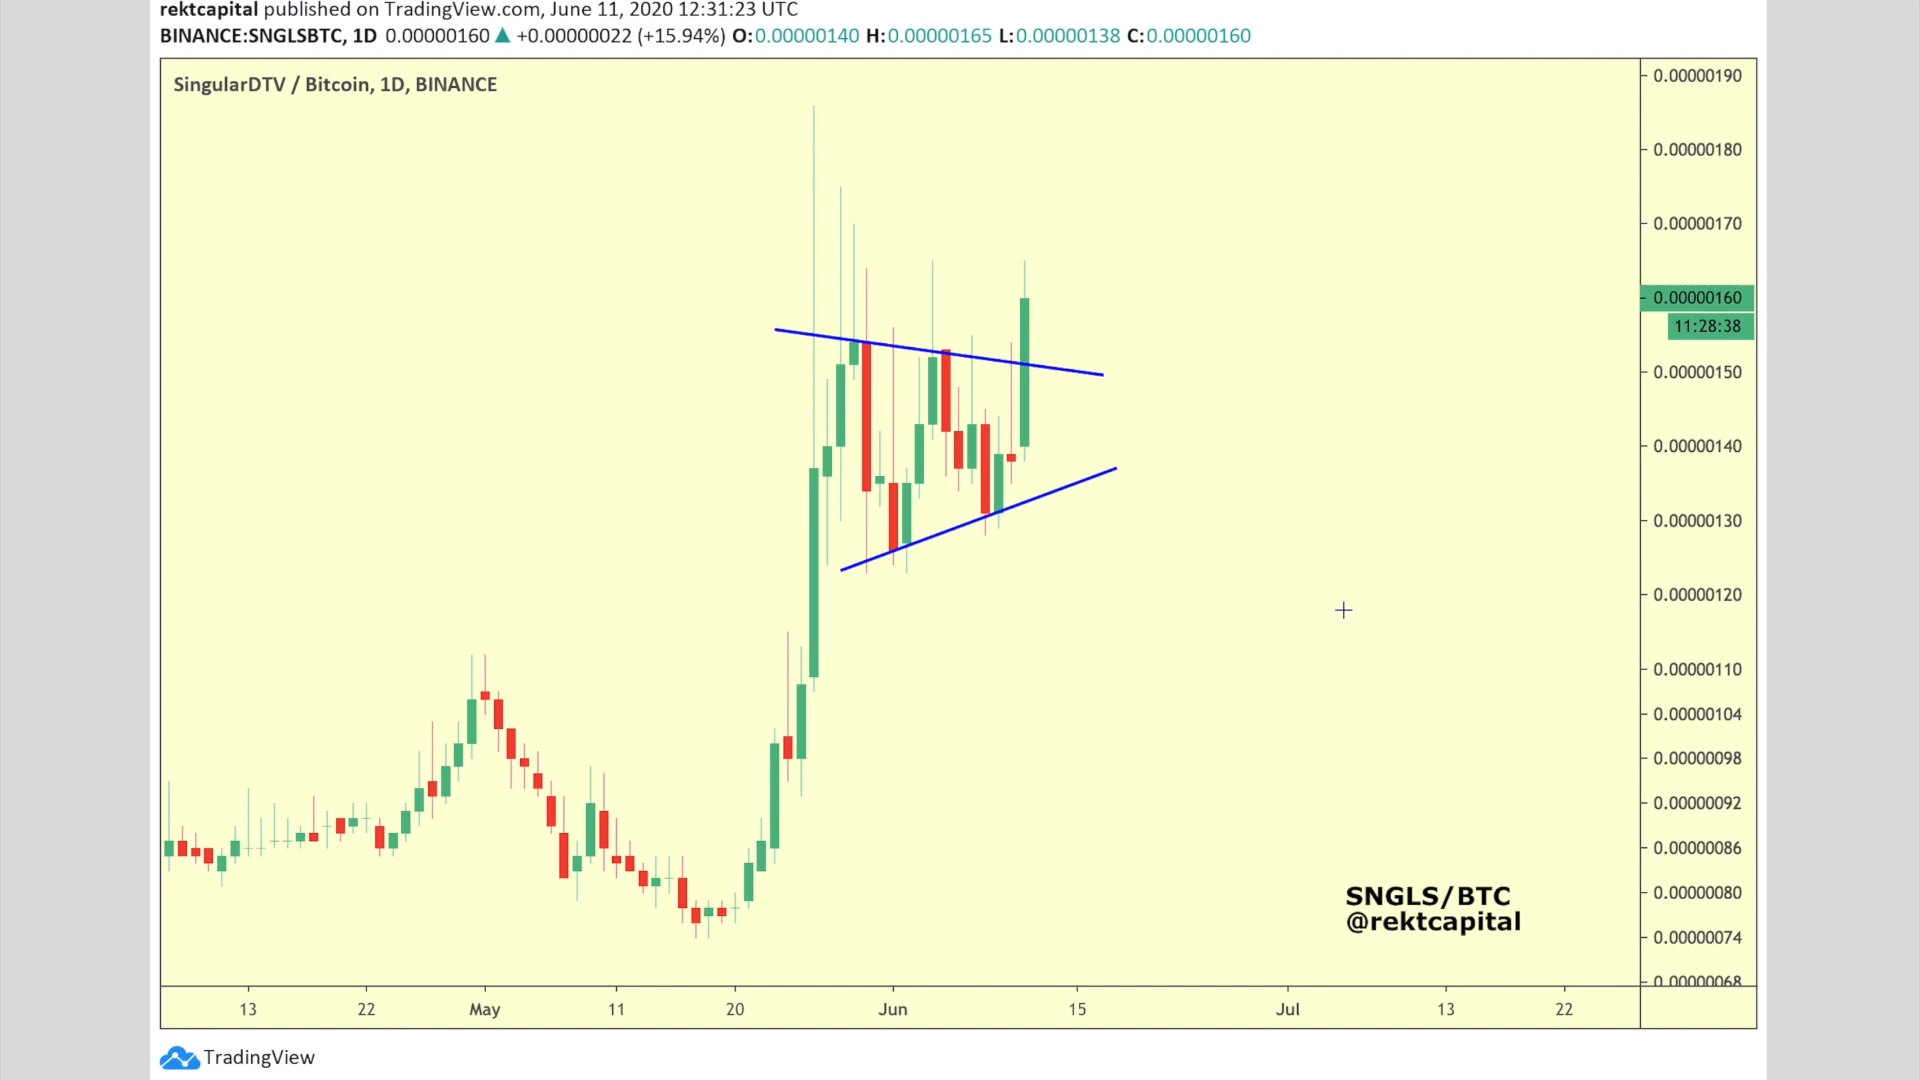 rektcapital published on TradingView.com, June 11, 2020 12:31:23 UTC
BINANCE:SNGLSBTC, 1D 0.00000160 ▲ +0.00000022 (+15.94%) O:0.00000140 H:0.00000165 L:0.00000138 C:0.00000160
SingularDTV / Bitcoin, 1D, BINANCE
0.00000190
0.00000180
0.00000170
0.00000160
11:28:38
0.00000150
0.00000140
0.00000130
0.00000120
0.00000110
0.00000104
0.00000098
0.00000092
0.00000086
0.00000080
0.00000074
0.00000068
SNGLS/BTC
@rektcapital
13 22 May 11 20 Jun 15 Jul 13 22
TradingView